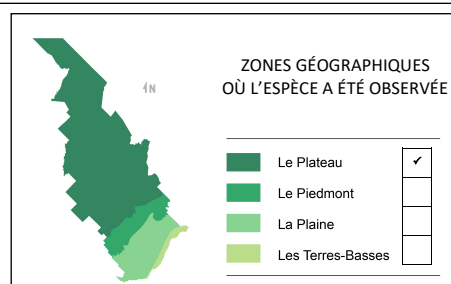 ZONES GÉOGRAPHIQUES
OÙ L'ESPÈCE A ÉTÉ OBSERVÉE
N
Le Plateau ✓
Le Piedmont
La Plaine
Les Terres-Basses